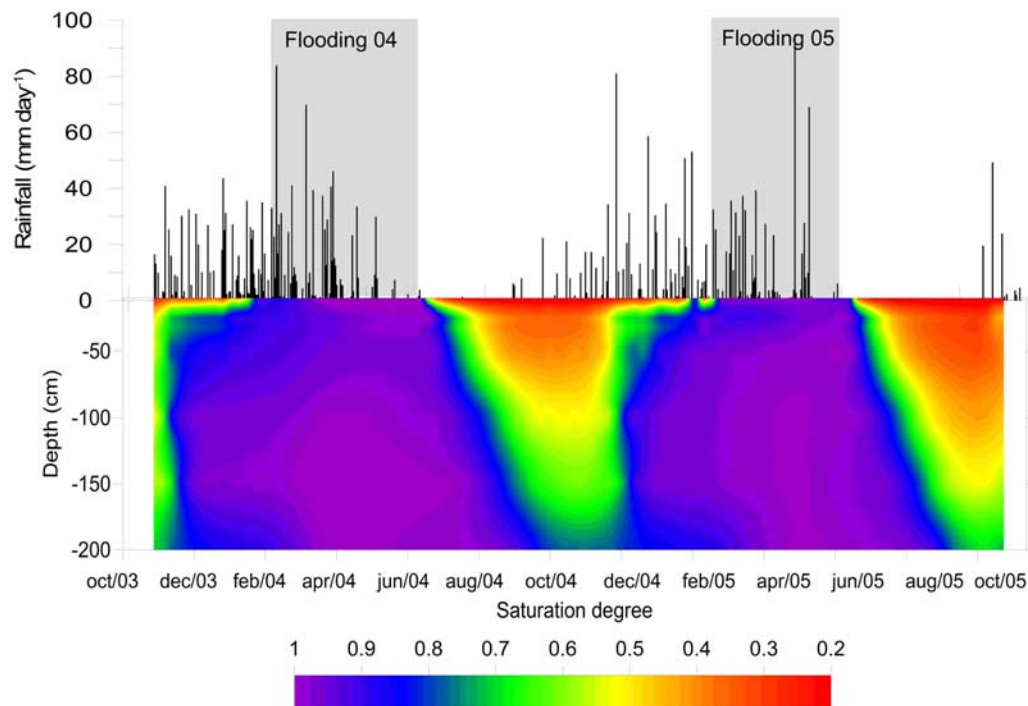 100
80
60
40
20
0
Rainfall (mm day⁻¹)
Flooding 04
Flooding 05
-50
-100
-150
-200
Depth (cm)
oct/03 dec/03 feb/04 apr/04 jun/04 aug/04 oct/04 dec/04 feb/05 apr/05 jun/05 aug/05 oct/05
Saturation degree
1 0.9 0.8 0.7 0.6 0.5 0.4 0.3 0.2